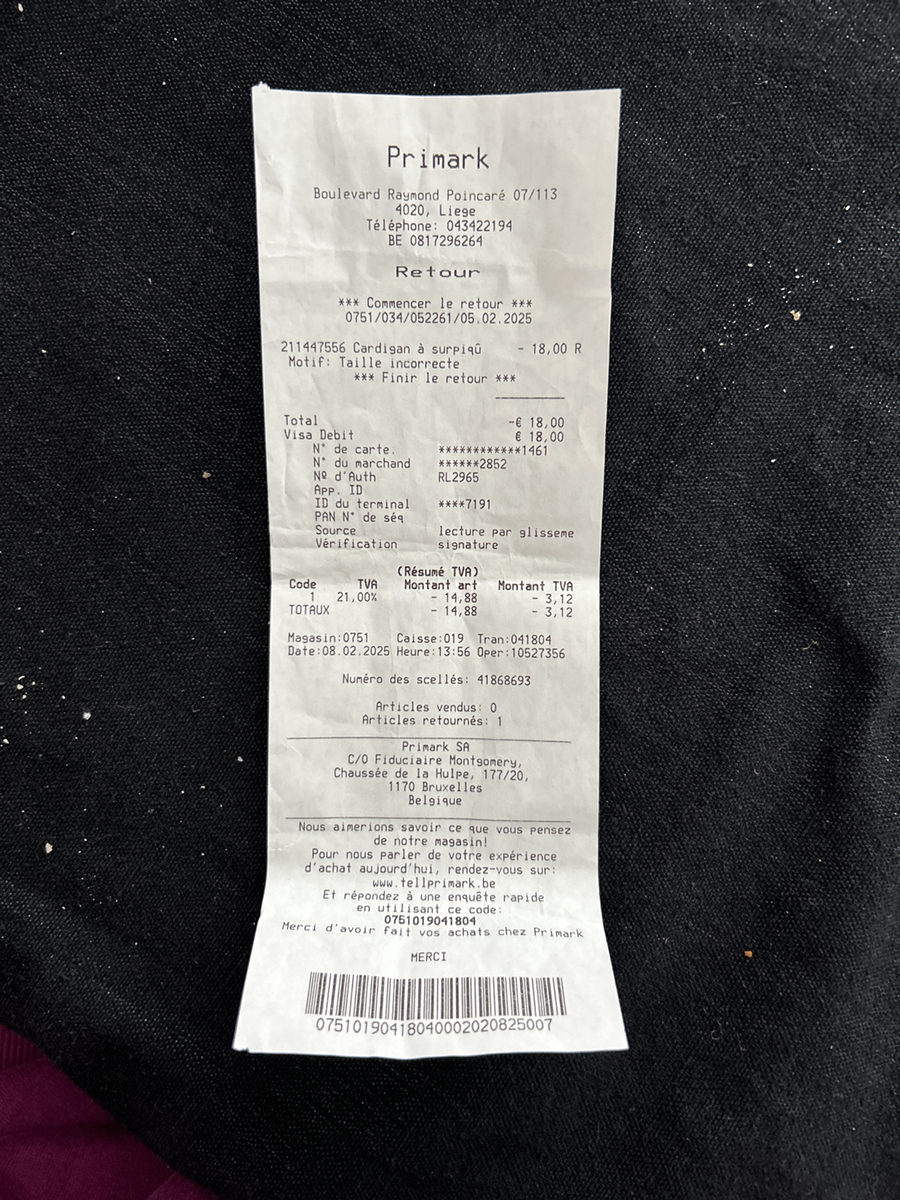 Primark
Boulevard Raymond Poincaré 07/113
4020, Liege
Téléphone: 043422194
BE 0817296264
Retour
*** Commencer le retour ***
0751/034/052261/05.02.2025
211447556 Cardigan à surpiqû - 18,00 R
Motif: Taille incorrecte
*** Finir le retour ***
Total -€ 18,00
Visa Debit € 18,00
N° de carte. ************1461
N° du marchand ******2852
Nº d'Auth RL2965
App. ID
ID du terminal ****7191
PAN N° de séq
Source lecture par glisseme
Vérification signature
(Résumé TVA)
Code TVA Montant art Montant TVA
1 21,00% - 14,88 - 3,12
TOTAUX - 14,88 - 3,12
Magasin:0751 Caisse:019 Tran:041804
Date:08.02.2025 Heure:13:56 Oper:10527356
Numéro des scellés: 41868693
Articles vendus: 0
Articles retournés: 1
Primark SA
C/O Fiduciaire Montgomery,
Chaussée de la Hulpe, 177/20,
1170 Bruxelles
Belgique
Nous aimerions savoir ce que vous pensez
de notre magasin!
Pour nous parler de votre expérience
d'achat aujourd'hui, rendez-vous sur:
www.tellprimark.be
Et répondez à une enquête rapide
en utilisant ce code:
0751019041804
Merci d'avoir fait vos achats chez Primark
MERCI
07510190418040002020825007